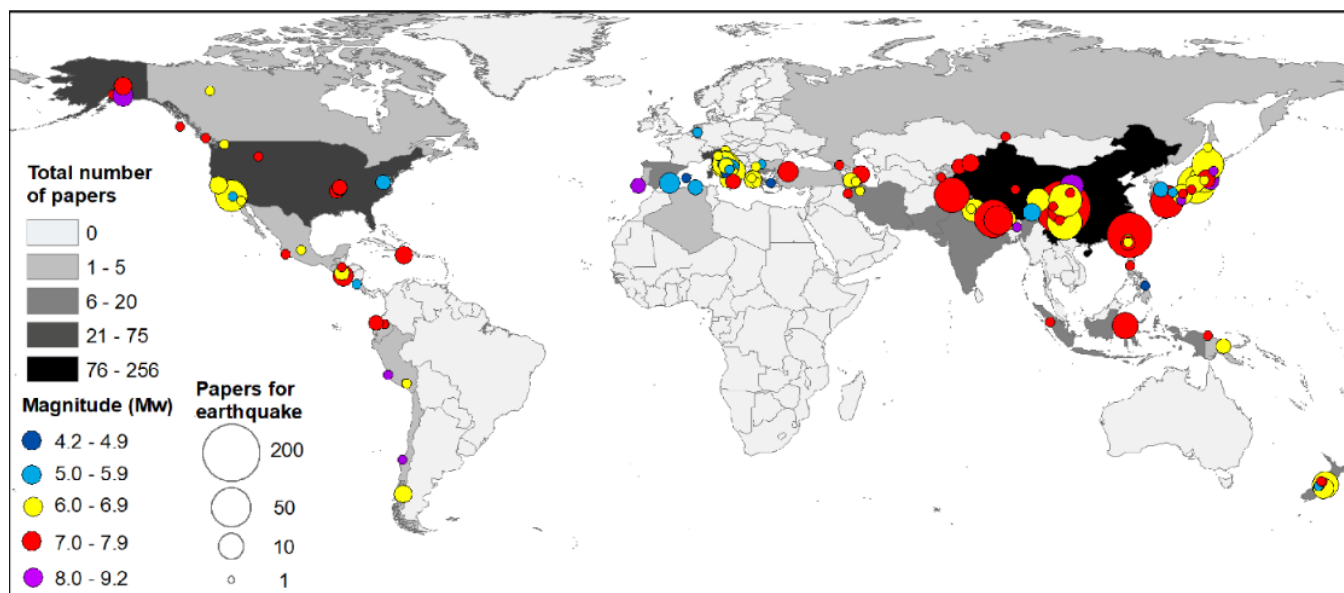 Total number
of papers
0
1 - 5
6 - 20
21 - 75
76 - 256
Magnitude (Mw)
4.2 - 4.9
5.0 - 5.9
6.0 - 6.9
7.0 - 7.9
8.0 - 9.2
Papers for
earthquake
200
50
10
1